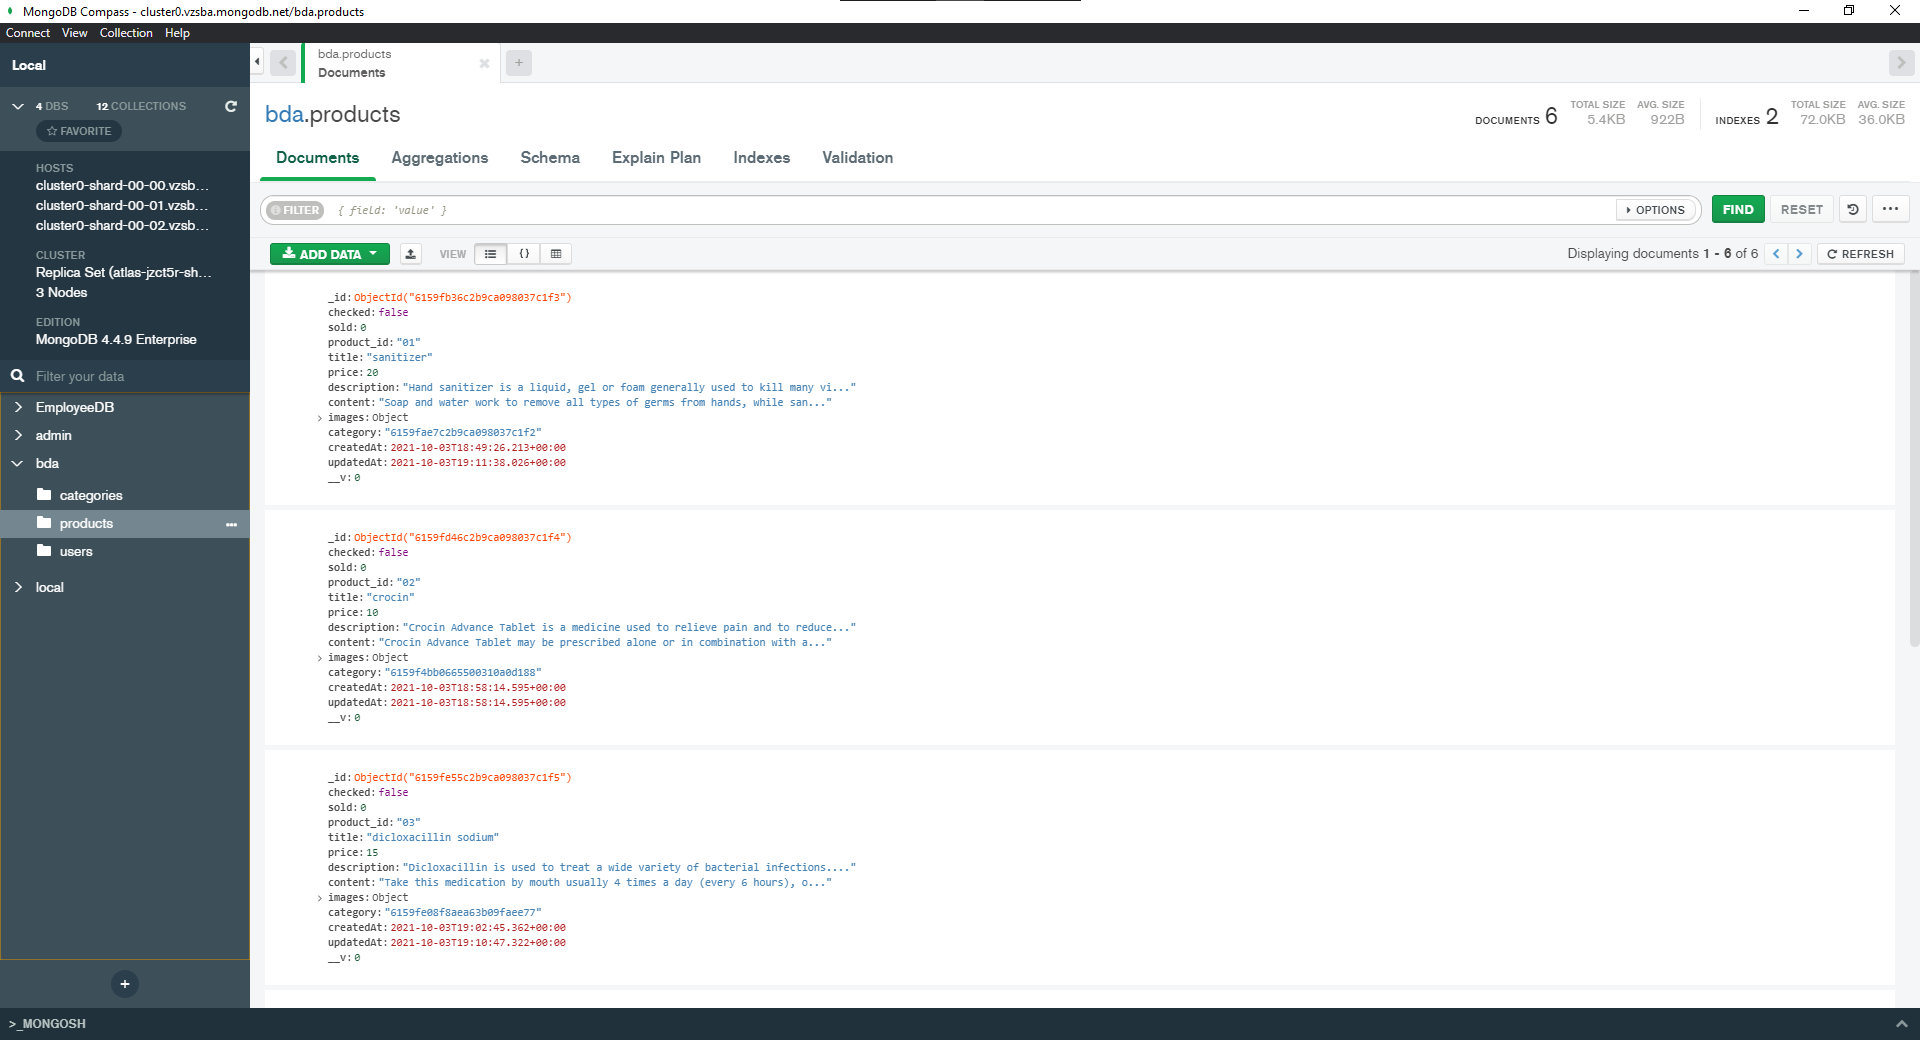 MongoDB Compass - cluster0.vzsba.mongodb.net/bda.products
Connect View Collection Help
Local
4 DBS 12 COLLECTIONS
FAVORITE
HOSTS
cluster0-shard-00-00.vzsb...
cluster0-shard-00-01.vzsb...
cluster0-shard-00-02.vzsb...
CLUSTER
Replica Set (atlas-jzct5r-sh...
3 Nodes
EDITION
MongoDB 4.4.9 Enterprise
Filter your data
EmployeeDB
admin
bda
categories
products
users
local
bda.products
Documents
bda.products
DOCUMENTS 6 TOTAL SIZE 5.4KB AVG. SIZE 922B INDEXES 2 TOTAL SIZE 72.0KB AVG. SIZE 36.0KB
Documents Aggregations Schema Explain Plan Indexes Validation
FILTER { field: 'value' } OPTIONS FIND RESET
ADD DATA VIEW {} Displaying documents 1 - 6 of 6 REFRESH
_id: ObjectId("6159fb36c2b9ca098037c1f3")
checked: false
sold: 0
product_id: "01"
title: "sanitizer"
price: 20
description: "Hand sanitizer is a liquid, gel or foam generally used to kill many vi..."
content: "Soap and water work to remove all types of germs from hands, while san..."
images: Object
category: "6159fae7c2b9ca098037c1f2"
createdAt: 2021-10-03T18:49:26.213+00:00
updatedAt: 2021-10-03T19:11:38.026+00:00
__v: 0
_id: ObjectId("6159fd46c2b9ca098037c1f4")
checked: false
sold: 0
product_id: "02"
title: "crocin"
price: 10
description: "Crocin Advance Tablet is a medicine used to relieve pain and to reduce..."
content: "Crocin Advance Tablet may be prescribed alone or in combination with a..."
images: Object
category: "6159f4bb0665500310a0d188"
createdAt: 2021-10-03T18:58:14.595+00:00
updatedAt: 2021-10-03T18:58:14.595+00:00
__v: 0
_id: ObjectId("6159fe55c2b9ca098037c1f5")
checked: false
sold: 0
product_id: "03"
title: "dicloxacillin sodium"
price: 15
description: "Dicloxacillin is used to treat a wide variety of bacterial infections...."
content: "Take this medication by mouth usually 4 times a day (every 6 hours), o..."
images: Object
category: "6159fe08f8aea63b09faee77"
createdAt: 2021-10-03T19:02:45.362+00:00
updatedAt: 2021-10-03T19:10:47.322+00:00
__v: 0
>_MONGOSH